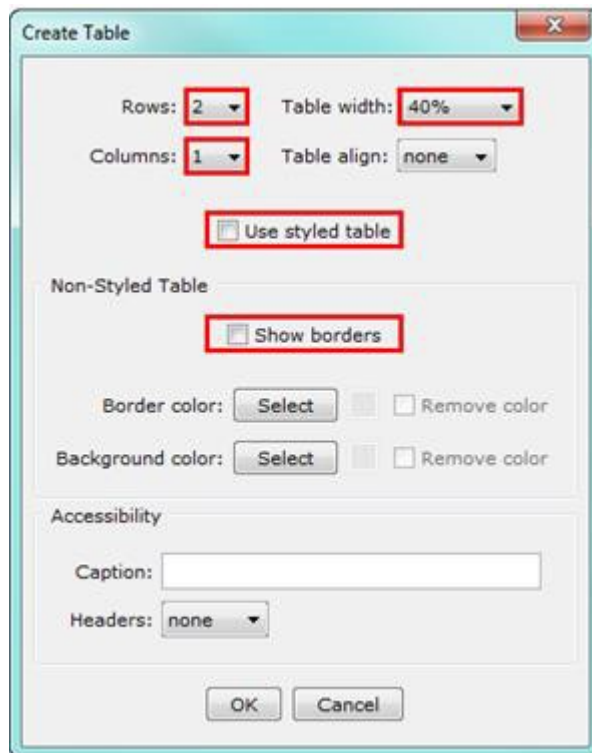 Create Table
Rows: 2 Table width: 40%
Columns: 1 Table align: none
Use styled table
Non-Styled Table
Show borders
Border color: Select Remove color
Background color: Select Remove color
Accessibility
Caption:
Headers: none
OK Cancel